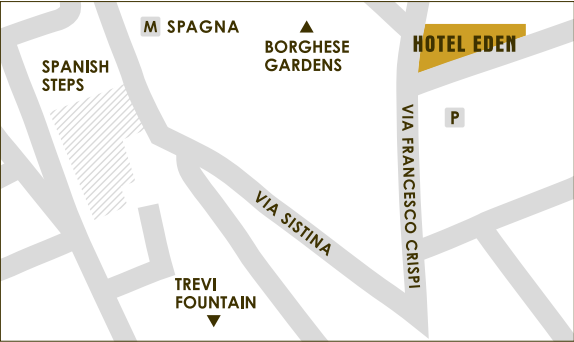 M SPAGNA
BORGHESE
GARDENS
HOTEL EDEN
SPANISH
STEPS
P
VIA FRANCESCO CRISPI
VIA SISTINA
TREVI
FOUNTAIN